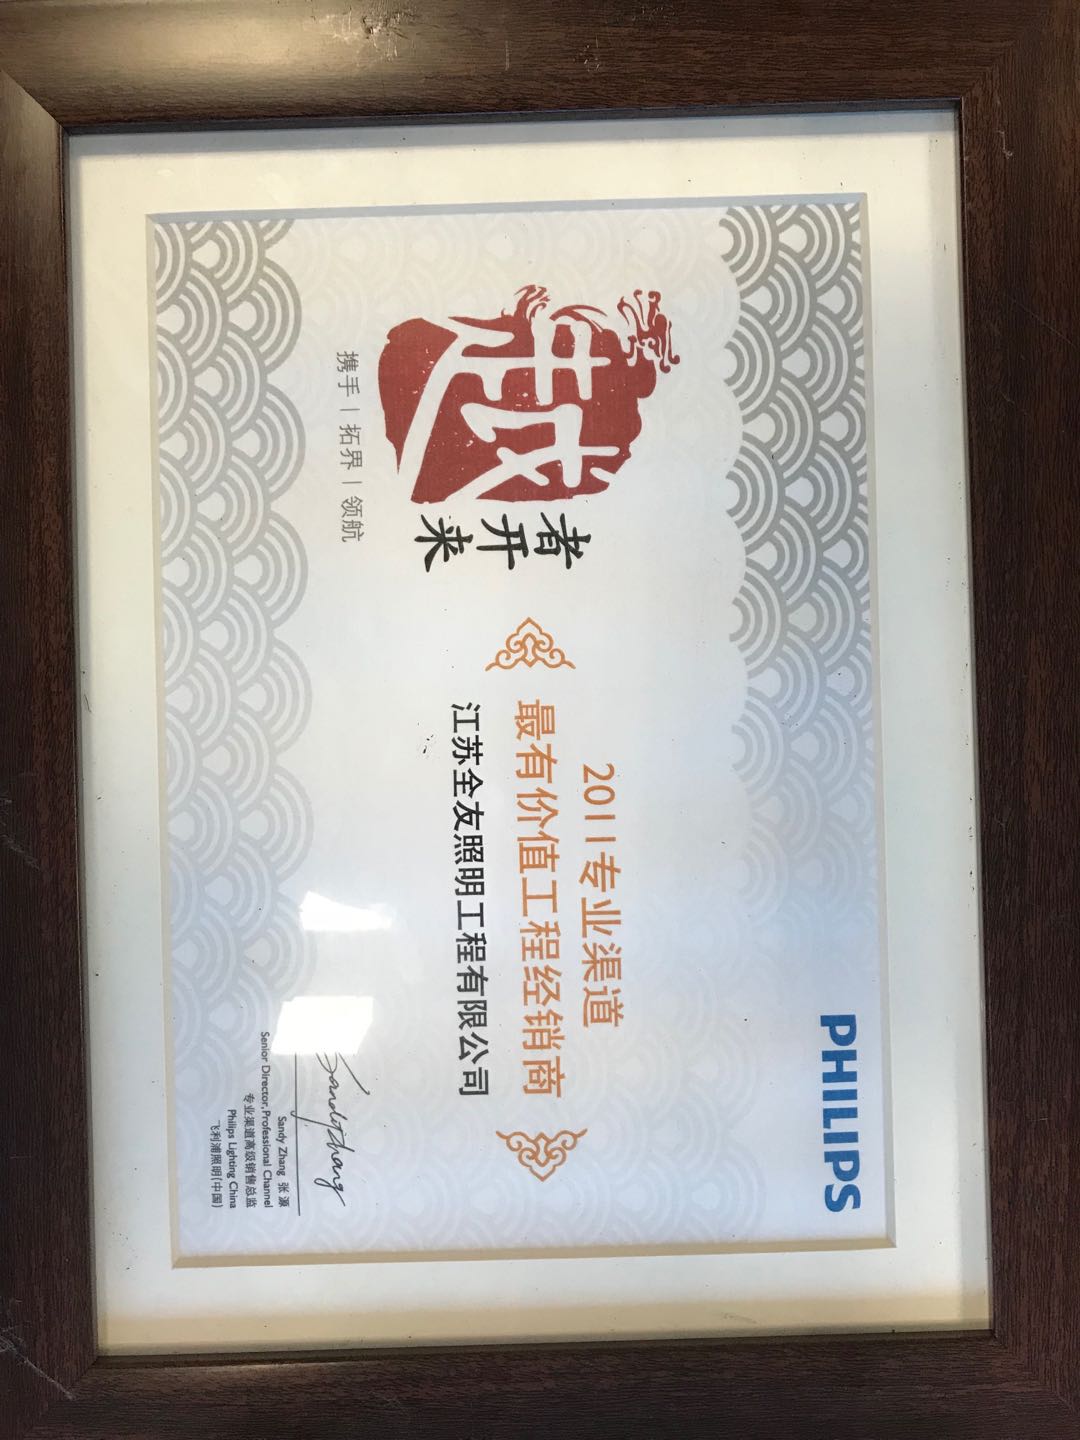 PHILIPS
越者开来
携手 | 拓界 | 领航
2011专业渠道
最有价值工程经销商
江苏全友照明工程有限公司
Sandy Zhang
Sandy Zhang 张 源
Senior Director,Professional Channel
专业渠道高级销售总监
Philips Lighting China
飞利浦照明(中国)